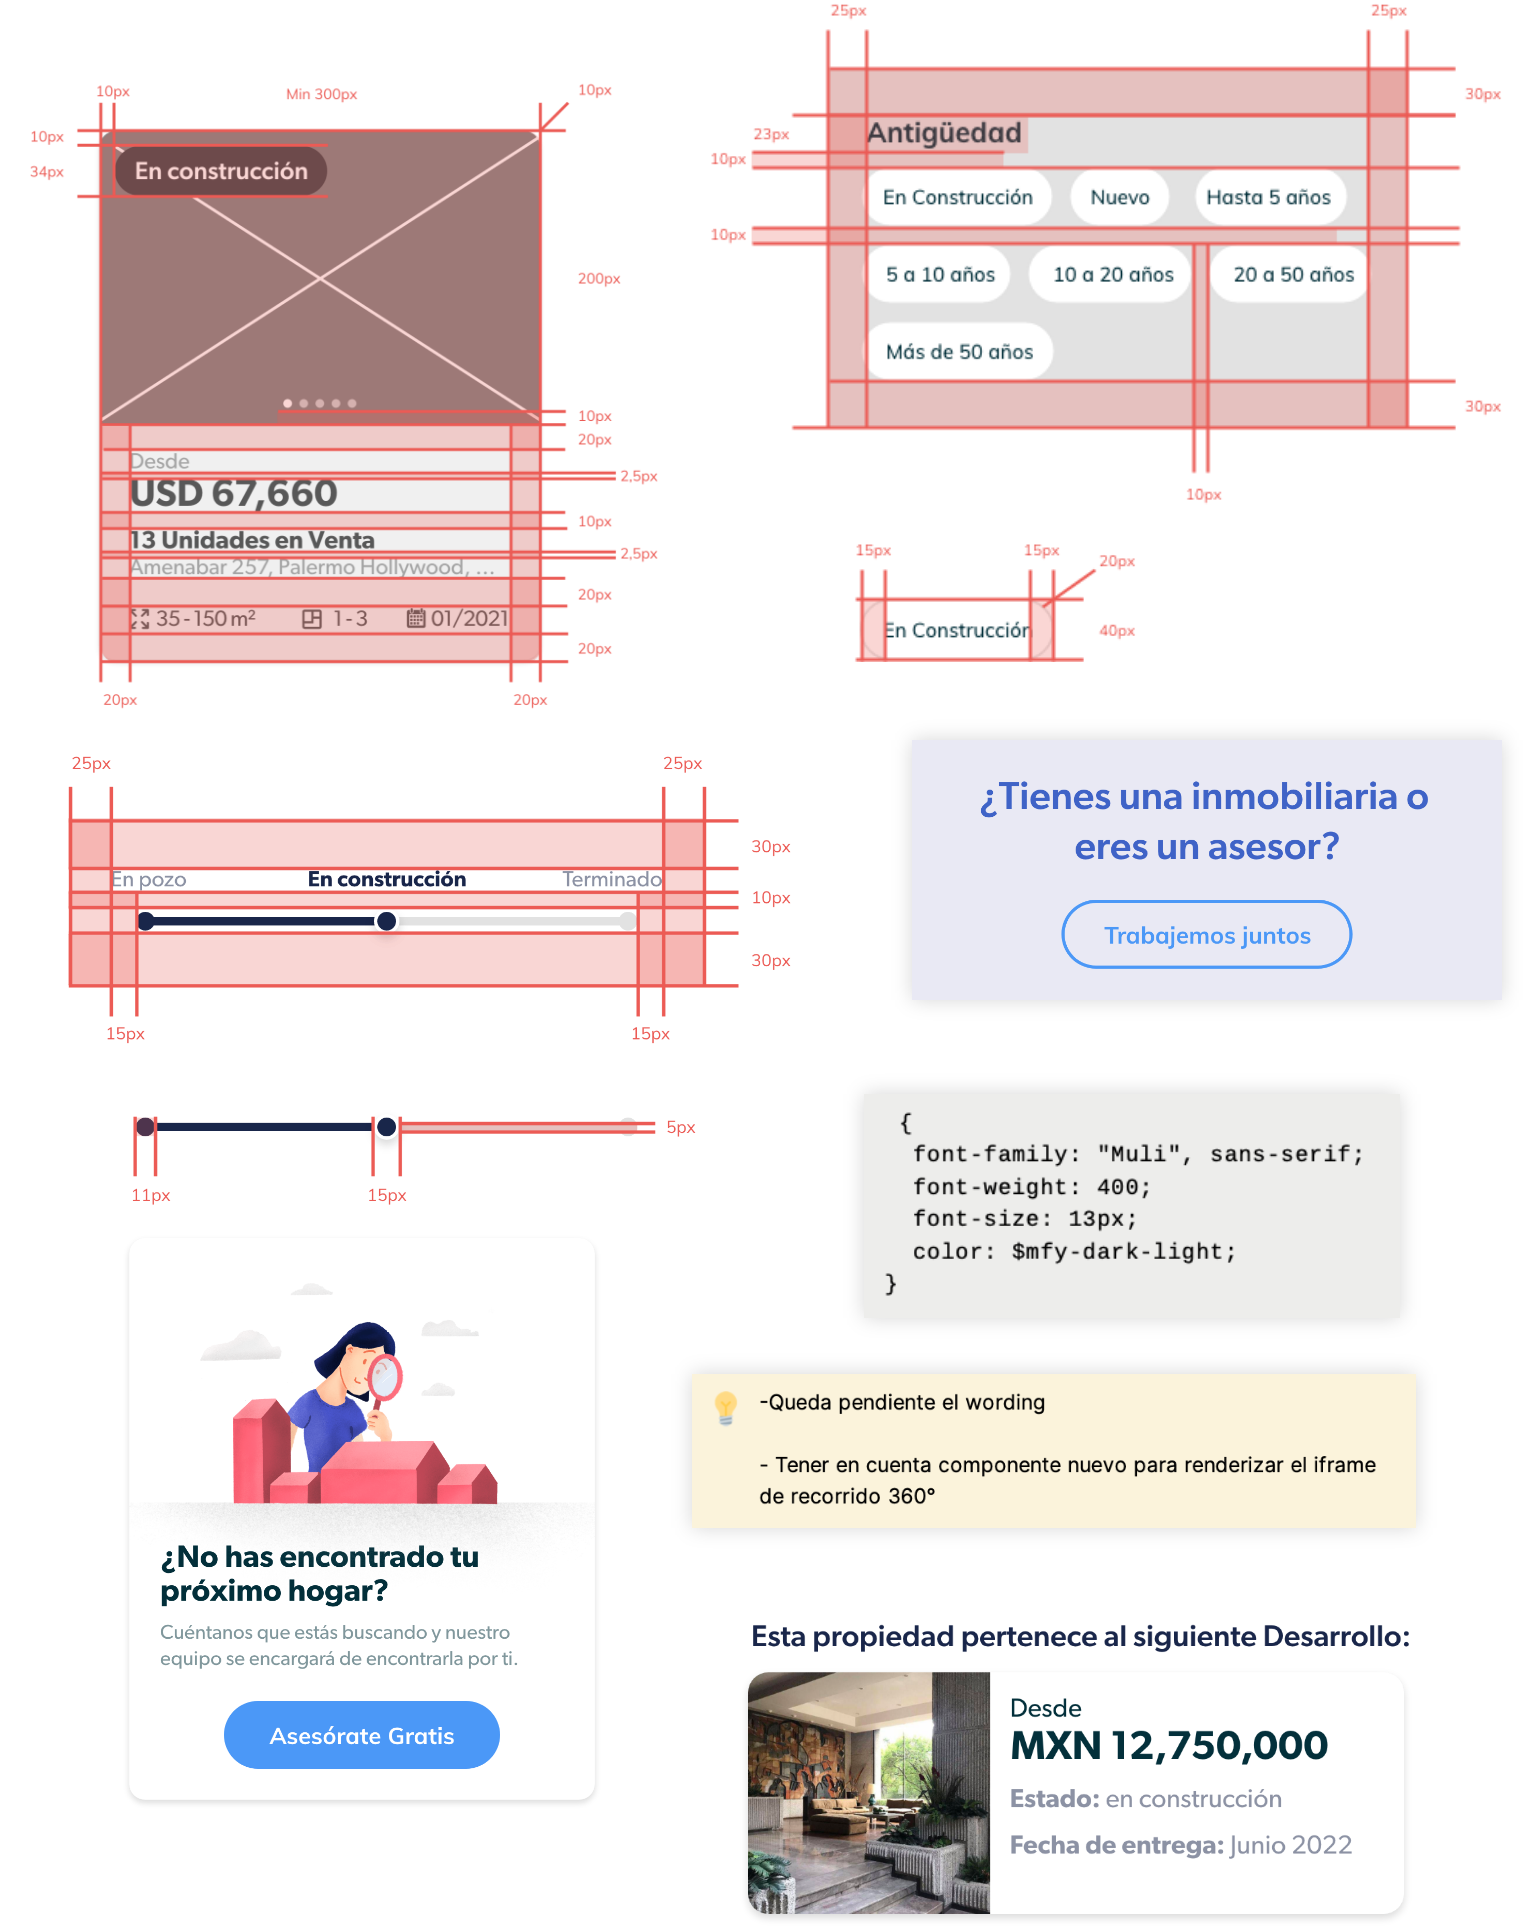 10px
Min 300px
10px
10px
34px
En construcción
200px
10px
20px
Desde
2,5px
USD 67,660
10px
13 Unidades en Venta
2,5px
Amenabar 257, Palermo Hollywood, ...
20px
35-150 m²
1-3
01/2021
20px
20px
20px
25px
25px
30px
23px
Antigüedad
10px
En Construcción
Nuevo
Hasta 5 años
10px
5 a 10 años
10 a 20 años
20 a 50 años
Más de 50 años
30px
10px
15px
15px
20px
En Construcción
40px
25px
25px
30px
En pozo
En construcción
Terminado
10px
30px
15px
15px
5px
11px
15px
¿Tienes una inmobiliaria o
eres un asesor?
Trabajemos juntos
{
font-family: "Muli", sans-serif;
font-weight: 400;
font-size: 13px;
color: $mfy-dark-light;
}
-Queda pendiente el wording
- Tener en cuenta componente nuevo para renderizar el iframe
de recorrido 360°
¿No has encontrado tu
próximo hogar?
Cuéntanos que estás buscando y nuestro
equipo se encargará de encontrarla por ti.
Asesórate Gratis
Esta propiedad pertenece al siguiente Desarrollo:
Desde
MXN 12,750,000
Estado: en construcción
Fecha de entrega: Junio 2022